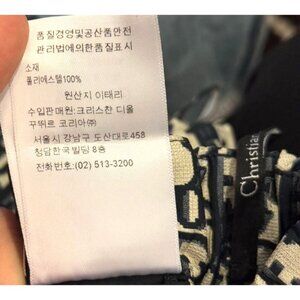 품질경영및공산품안전
관리법에의한품질표시
소재
폴리에스텔100%
원산지 이태리
수입판매원:크리스챤 디올
꾸뛰르 코리아㈜
서울시 강남구 도산대로458
청담한국빌딩 8층
전화번호:(02) 513-3200
Christian